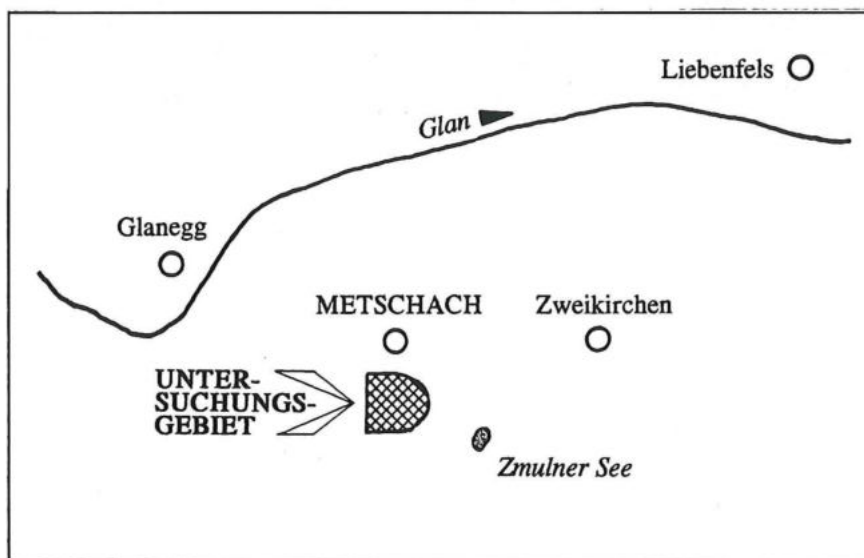 Liebenfels
Glan
Glanegg
METSCHACH
Zweikirchen
UNTER-
SUCHUNGS-
GEBIET
Zmulner See